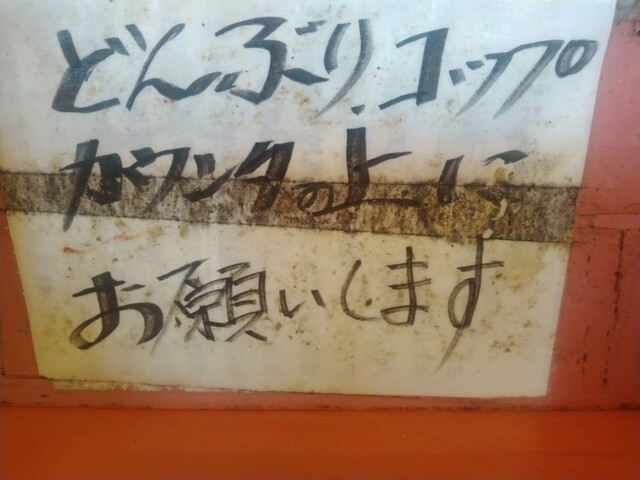 どんぶり、コップ
カウンタの上に
お願いします